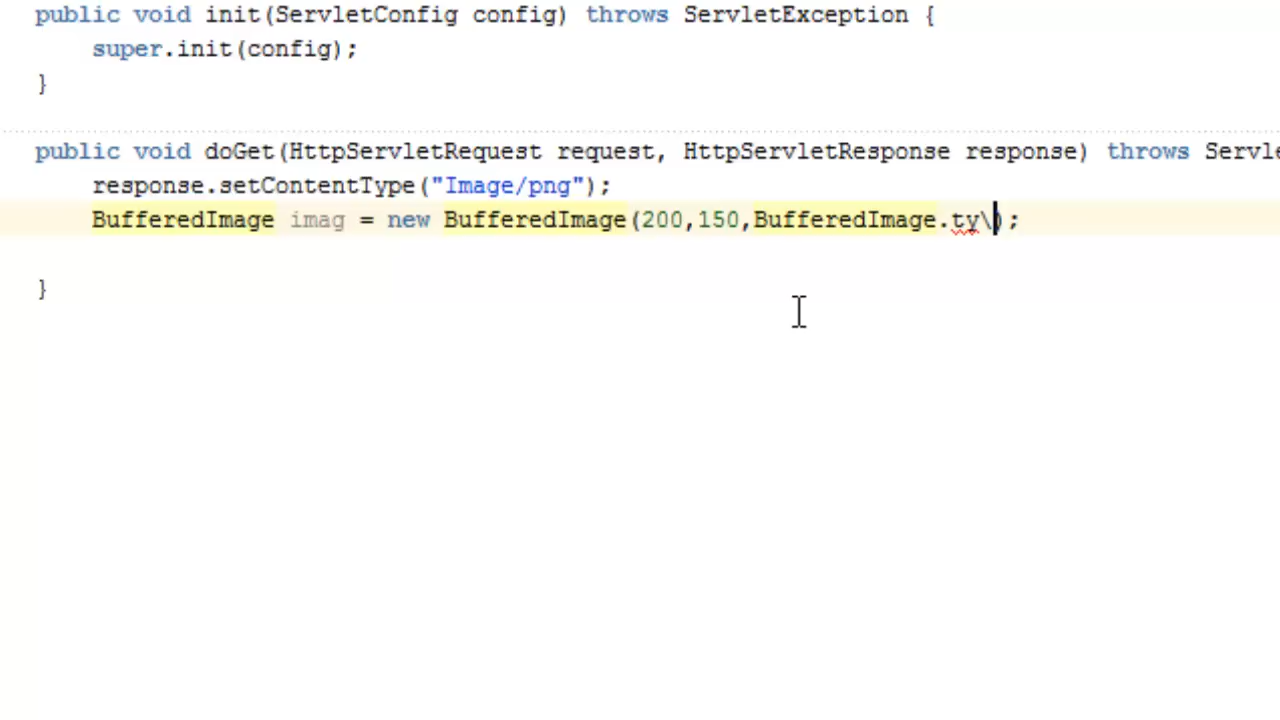 public void init(ServletConfig config) throws ServletException {
super.init(config);
}
public void doGet(HttpServletRequest request, HttpServletResponse response) throws Servle
response.setContentType("Image/png");
BufferedImage imag = new BufferedImage(200,150,BufferedImage.ty\);
}